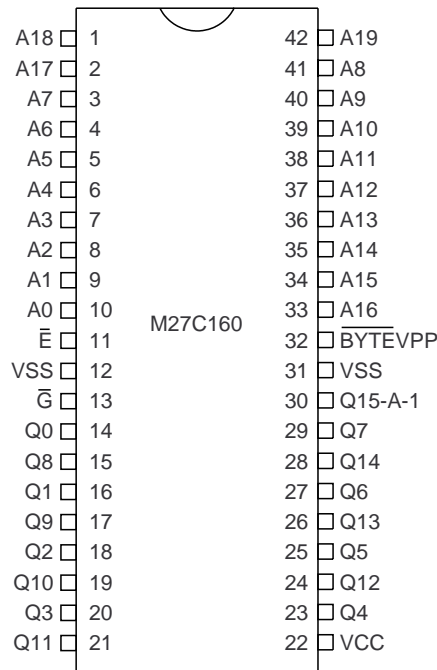 A18 1 42 A19
A17 2 41 A8
A7 3 40 A9
A6 4 39 A10
A5 5 38 A11
A4 6 37 A12
A3 7 36 A13
A2 8 35 A14
A1 9 34 A15
A0 10 33 A16
M27C160
E̅ 11 32 B̅Y̅T̅E̅VPP
VSS 12 31 VSS
G̅ 13 30 Q15-A-1
Q0 14 29 Q7
Q8 15 28 Q14
Q1 16 27 Q6
Q9 17 26 Q13
Q2 18 25 Q5
Q10 19 24 Q12
Q3 20 23 Q4
Q11 21 22 VCC